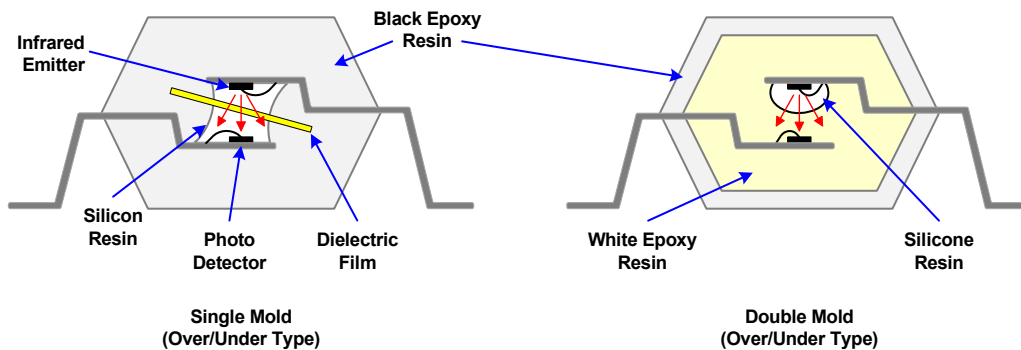 Black Epoxy
Resin
Infrared
Emitter
Silicon
Resin
Photo
Detector
Dielectric
Film
White Epoxy
Resin
Silicone
Resin
Single Mold
(Over/Under Type)
Double Mold
(Over/Under Type)